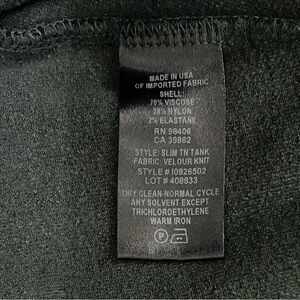 MADE IN USA
OF IMPORTED FABRIC
SHELL:
70% VISCOSE
28% NYLON
2% ELASTANE
RN 98406
CA 39862
STYLE: SLIM TN TANK
FABRIC: VELOUR KNIT
STYLE # I0926502
LOT # 408833
DRY CLEAN-NORMAL CYCLE
ANY SOLVENT EXCEPT
TRICHLOROETHYLENE
WARM IRON
P